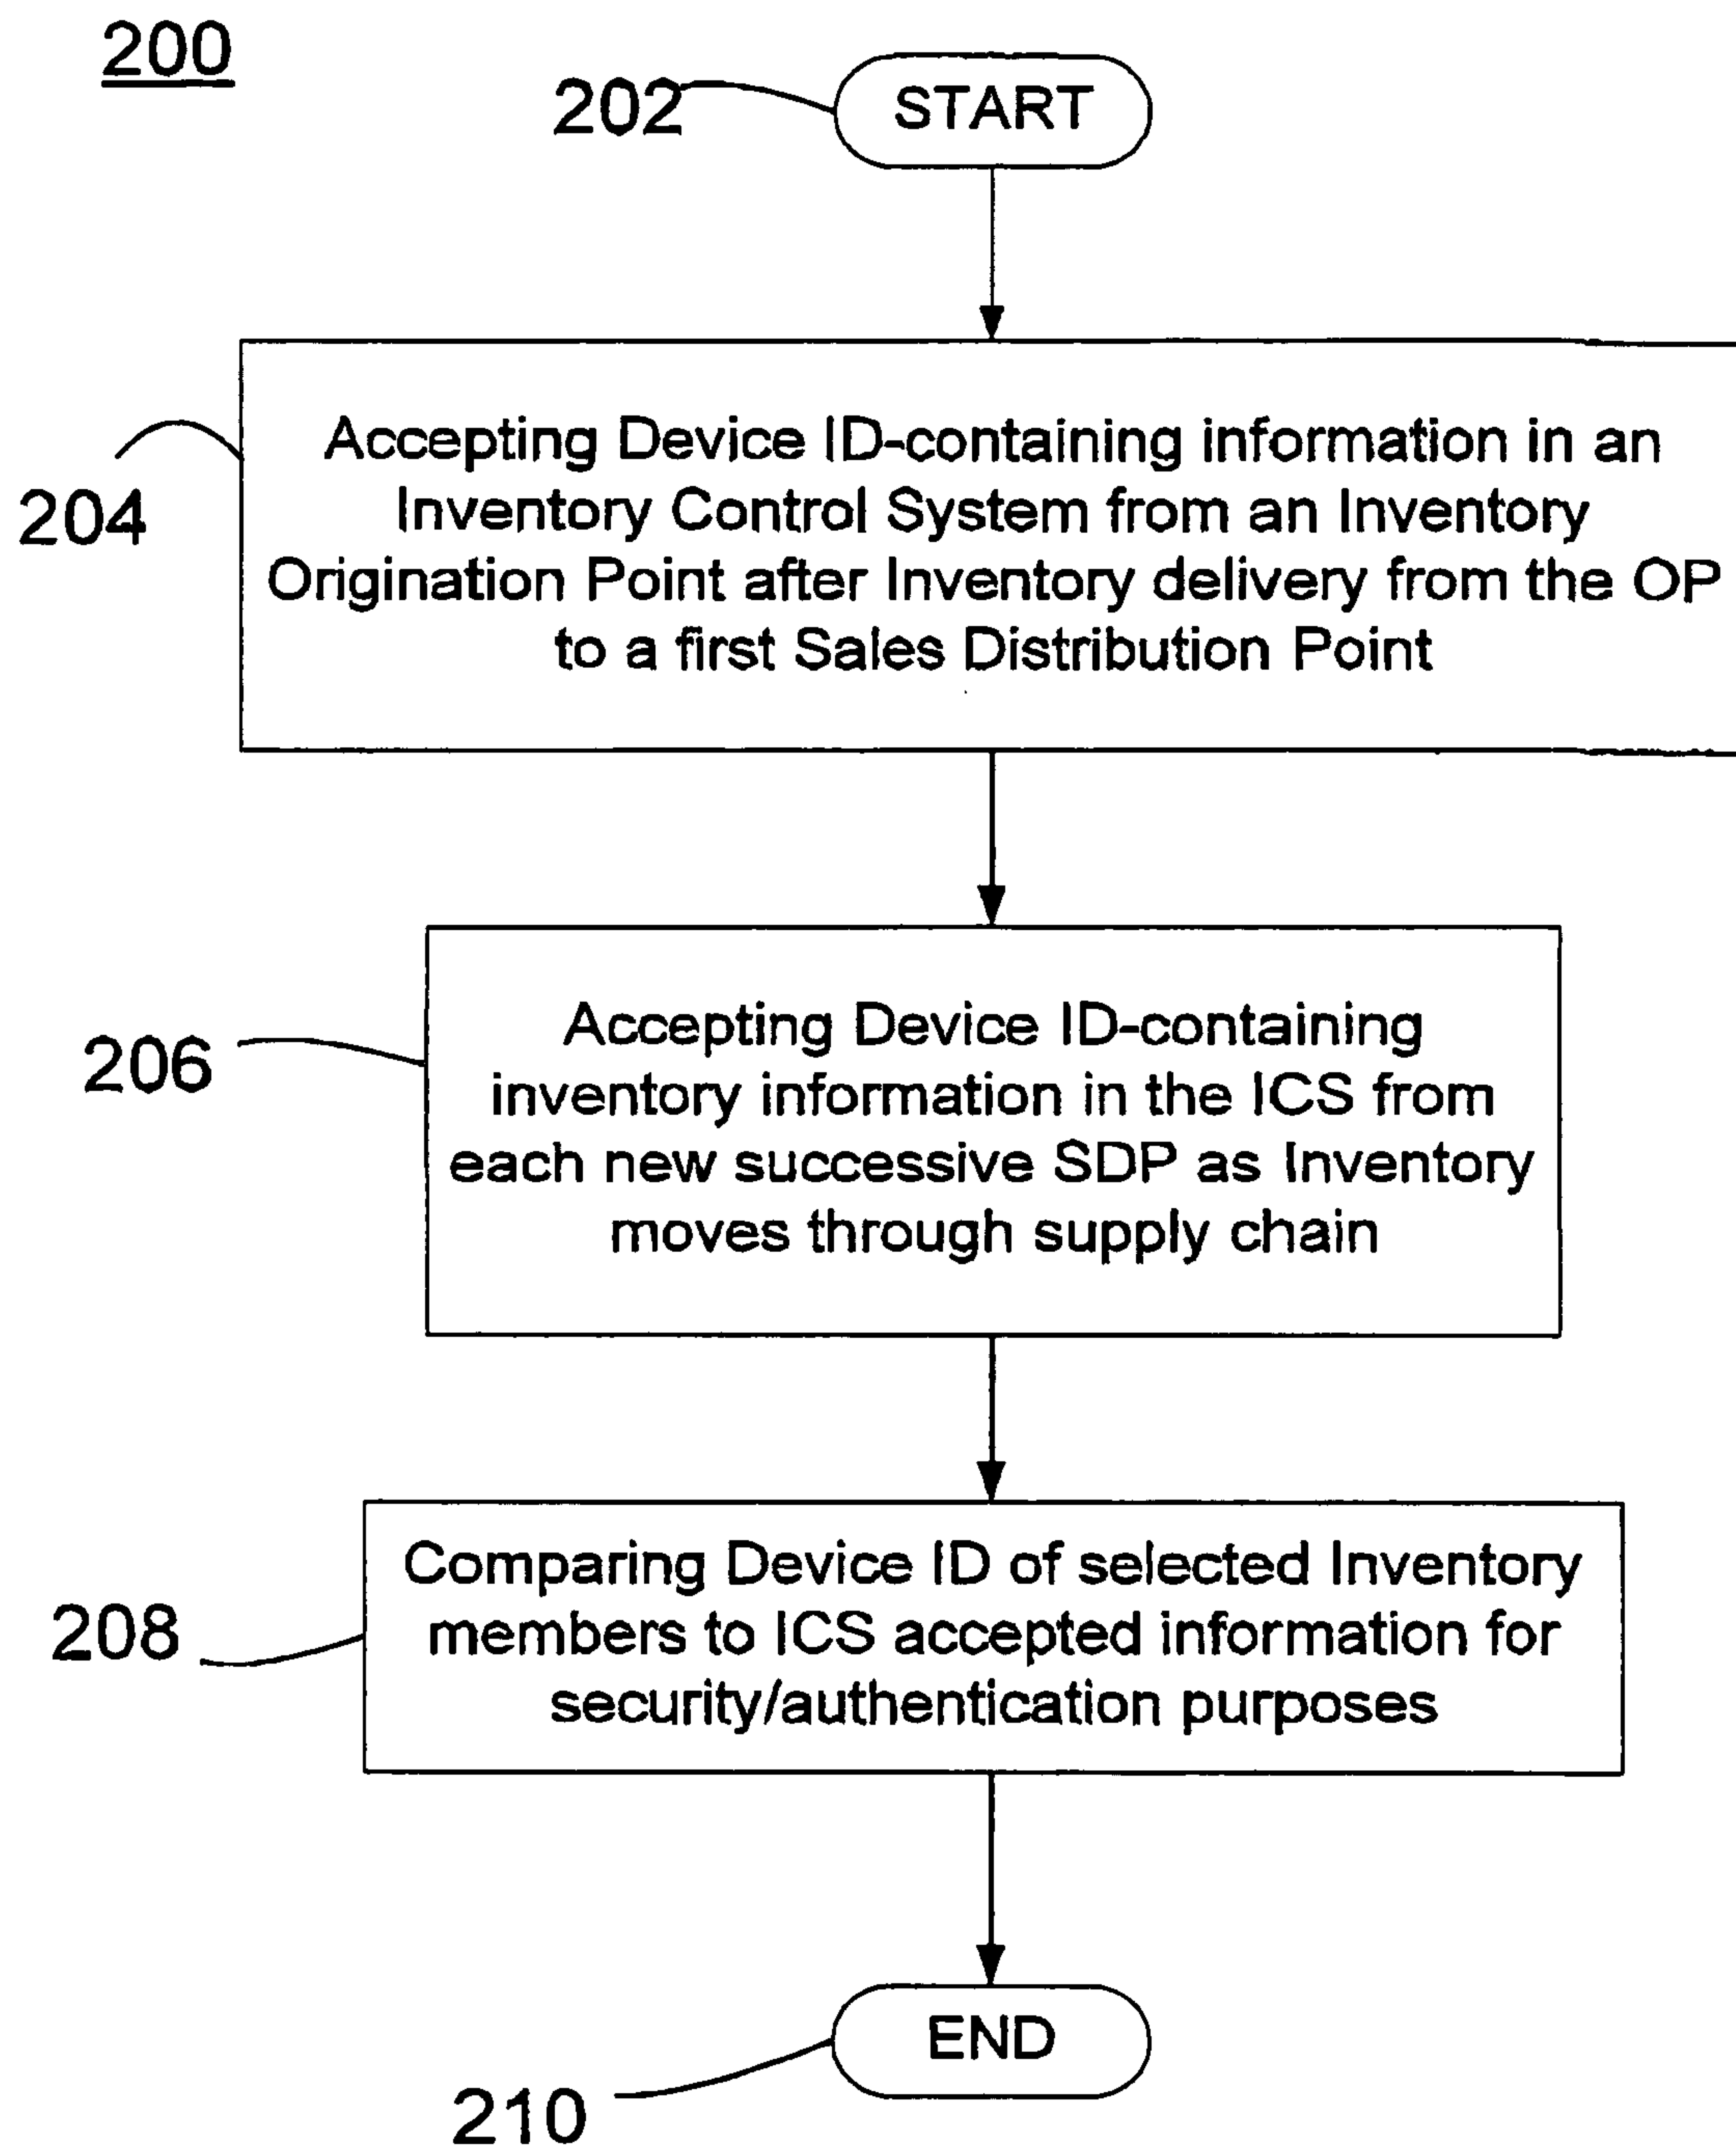 200
202
START
204
Accepting Device ID-containing information in an
Inventory Control System from an Inventory
Origination Point after Inventory delivery from the OP
to a first Sales Distribution Point
206
Accepting Device ID-containing
inventory information in the ICS from
each new successive SDP as Inventory
moves through supply chain
208
Comparing Device ID of selected Inventory
members to ICS accepted information for
security/authentication purposes
END
210